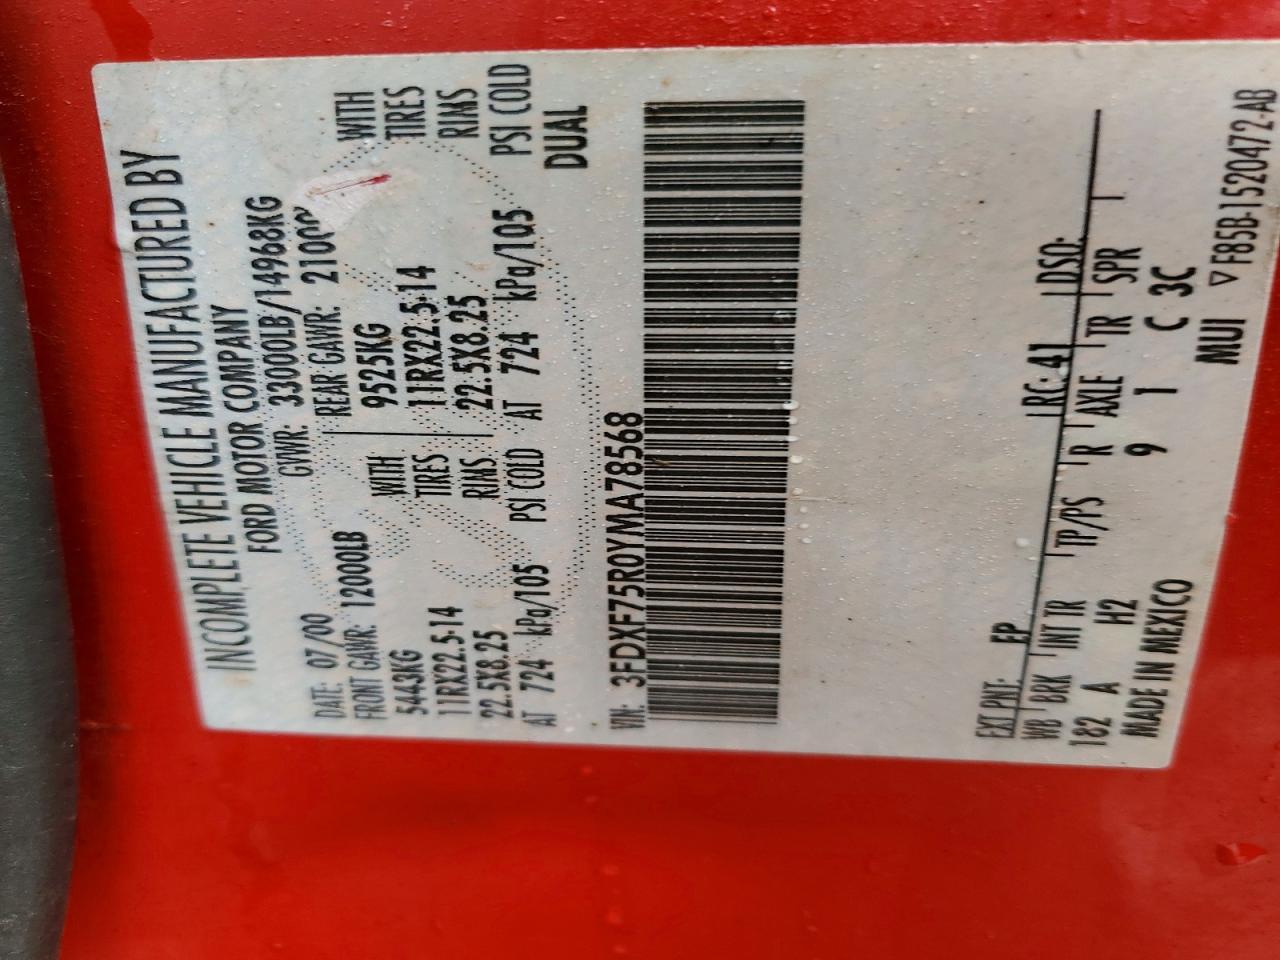 INCOMPLETE VEHICLE MANUFACTURED BY
FORD MOTOR COMPANY
DATE: 07/00 GVWR: 33000LB/14968KG
FRONT GAWR: 12000LB REAR GAWR:
5443KG WITH 9525KG WITH
11RX22.5-14 TIRES 11RX22.5-14 TIRES
22.5X8.25 RIMS 22.5X8.25 RIMS
AT 724 kPa/105 PSI COLD AT 724 kPa/105 PSI COLD
DUAL
VIN: 3FDXF75R0YMA78568
EXT PNT: EP RC: 41 DSO:
WB BRK INT TR TP/PS R AXLE TR SPR
182 A H2 9 1 C 3C
MADE IN MEXICO MUI
▽ F85B-1520472-AB